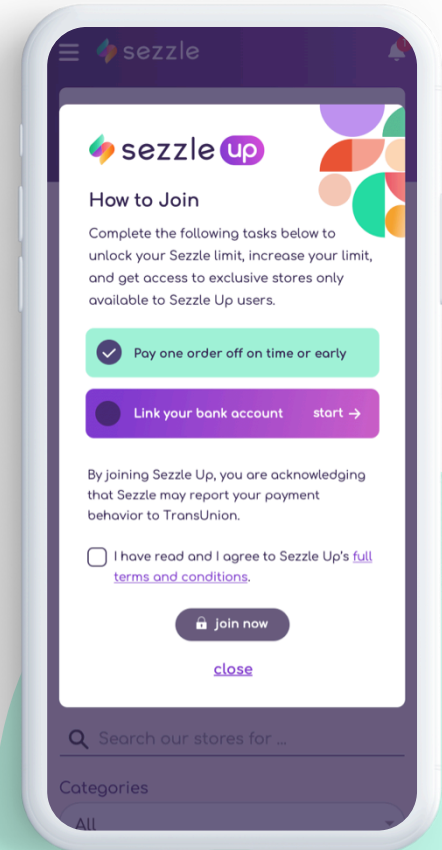 sezzle
sezzle up
How to Join
Complete the following tasks below to
unlock your Sezzle limit, increase your limit,
and get access to exclusive stores only
available to Sezzle Up users.
Pay one order off on time or early
Link your bank account start →
By joining Sezzle Up, you are acknowledging
that Sezzle may report your payment
behavior to TransUnion.
I have read and I agree to Sezzle Up's full
terms and conditions.
join now
close
Search our stores for ...
Categories
All